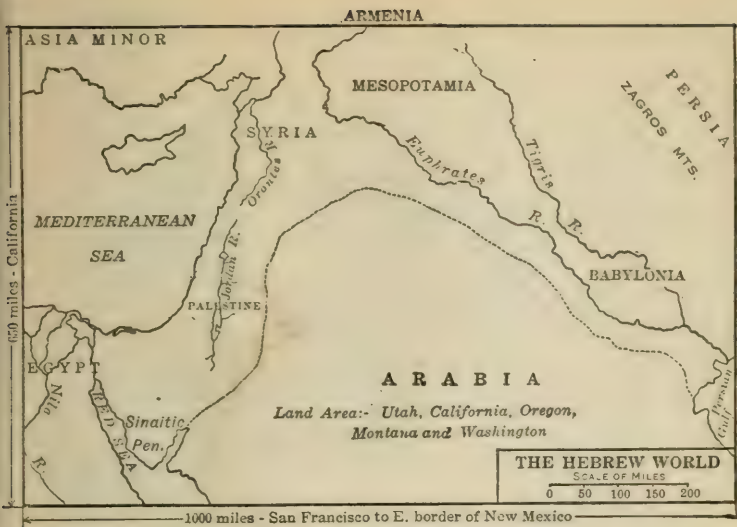 ARMENIA
ASIA MINOR
MESOPOTAMIA
PERSIA
ZAGROS MTS.
SYRIA
Orontes R.
Euphrates R.
Tigris R.
MEDITERRANEAN
SEA
Jordan R.
PALESTINE
BABYLONIA
EGYPT
Nile R.
RED SEA
Sinaitic
Pen.
ARABIA
Land Area:- Utah, California, Oregon,
Montana and Washington
Persian
Gulf
THE HEBREW WORLD
SCALE OF MILES
0 50 100 150 200
650 miles - California
1000 miles - San Francisco to E. border of New Mexico